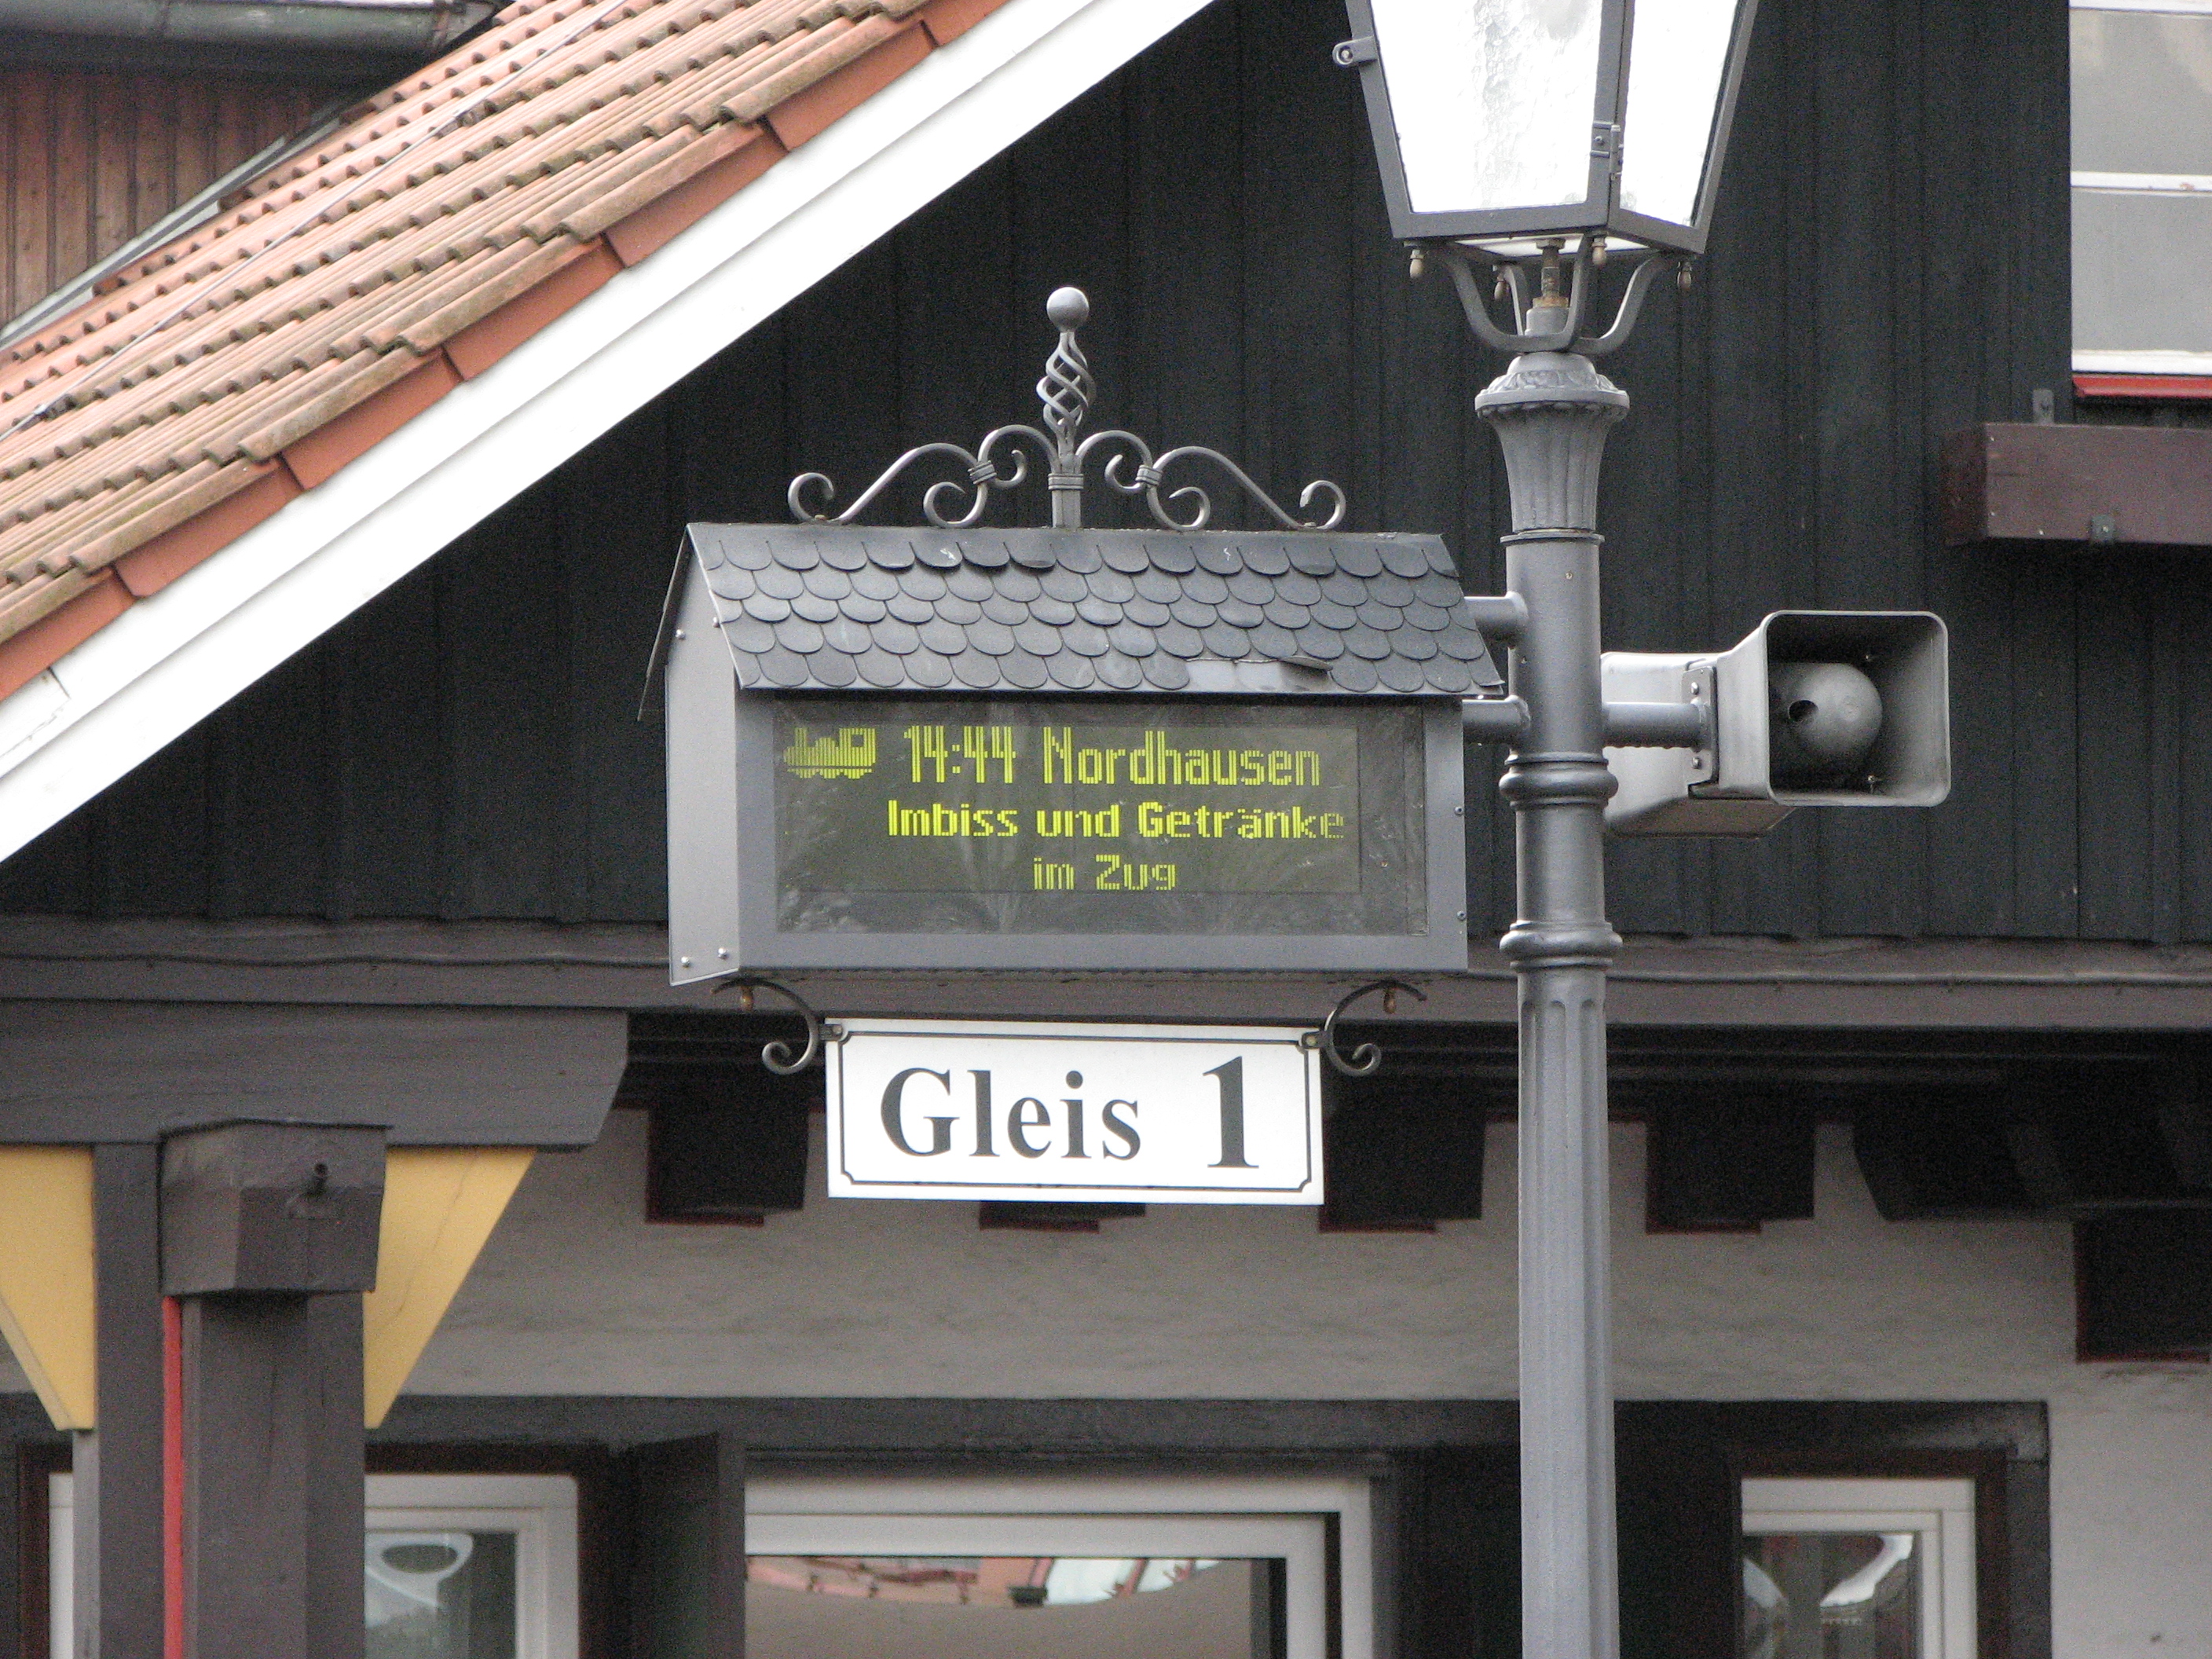 14:44 Nordhausen
Imbiss und Getränke
im Zug
Gleis 1